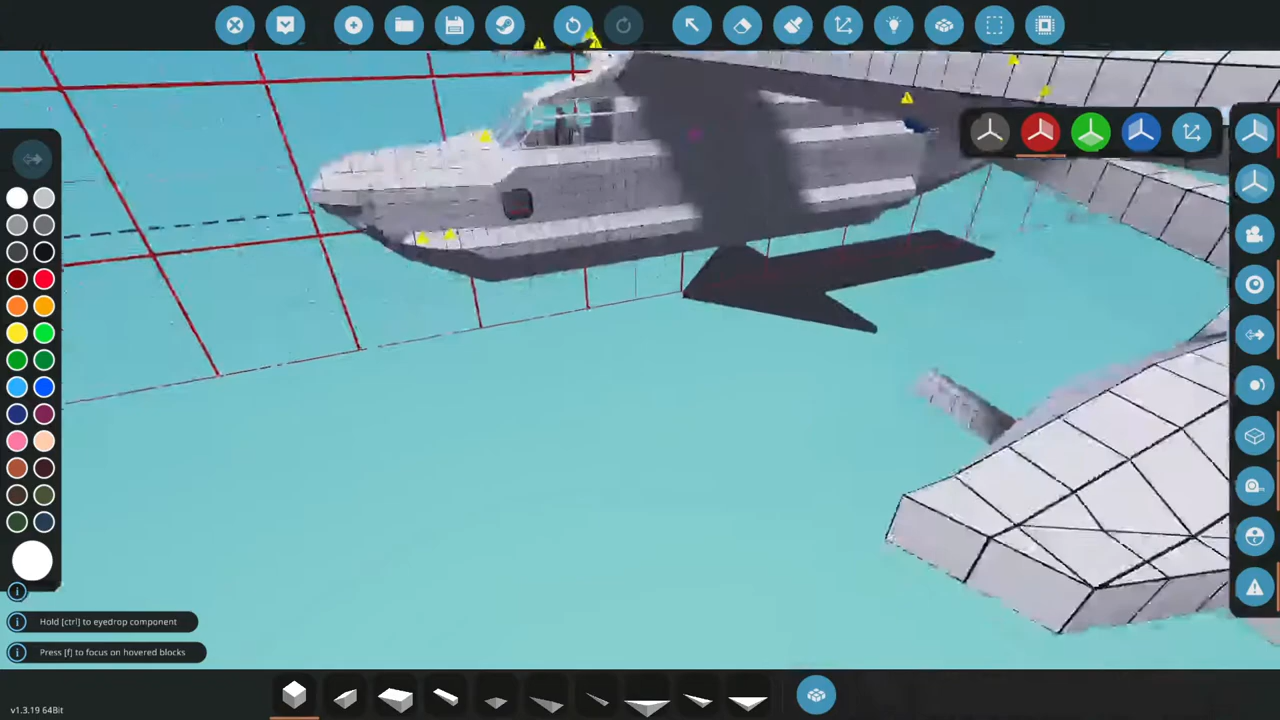 Hold [ctrl] to eyedrop component
Press [f] to focus on hovered blocks
v1.3.19 64Bit